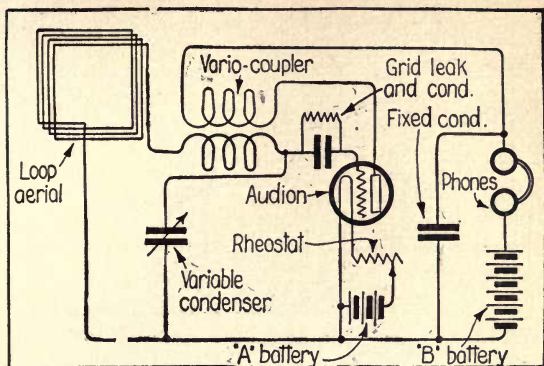 Vario-coupler
Grid leak
and cond.
Fixed cond.
Loop
aerial
Audion
Phones
Rheostat
Variable
condenser
"A" battery
"B" battery